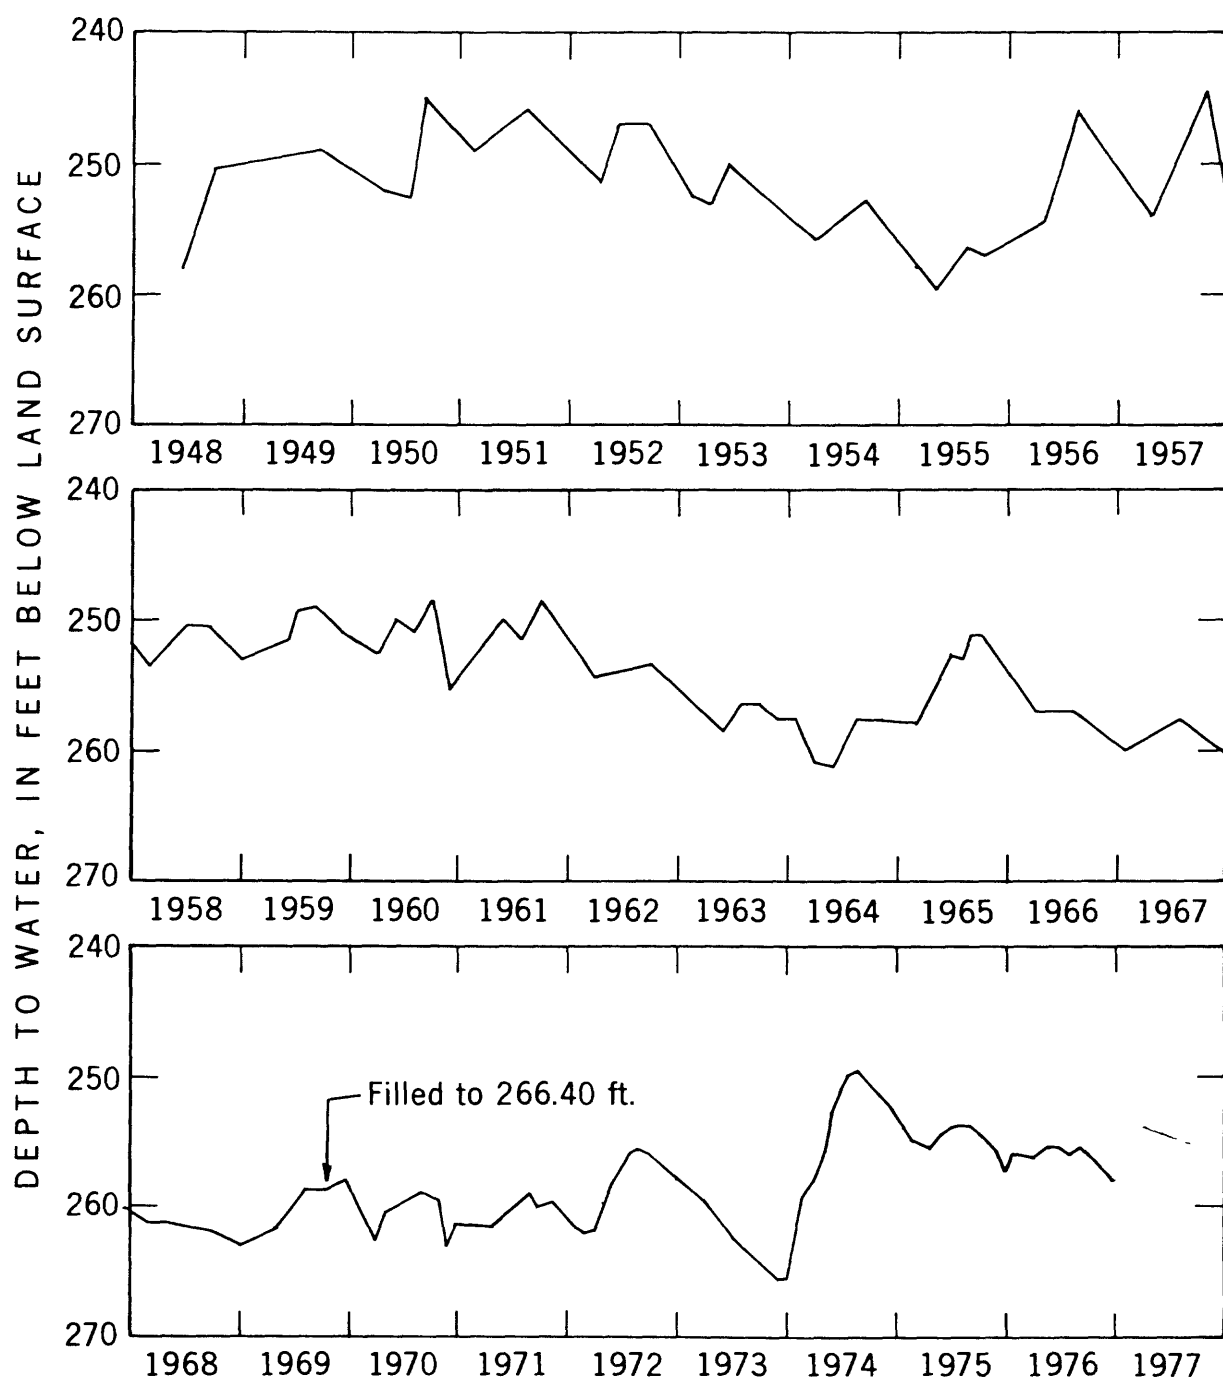 DEPTH TO WATER, IN FEET BELOW LAND SURFACE
240
250
260
270
1948 1949 1950 1951 1952 1953 1954 1955 1956 1957
240
250
260
270
1958 1959 1960 1961 1962 1963 1964 1965 1966 1967
240
250
Filled to 266.40 ft.
260
270
1968 1969 1970 1971 1972 1973 1974 1975 1976 1977